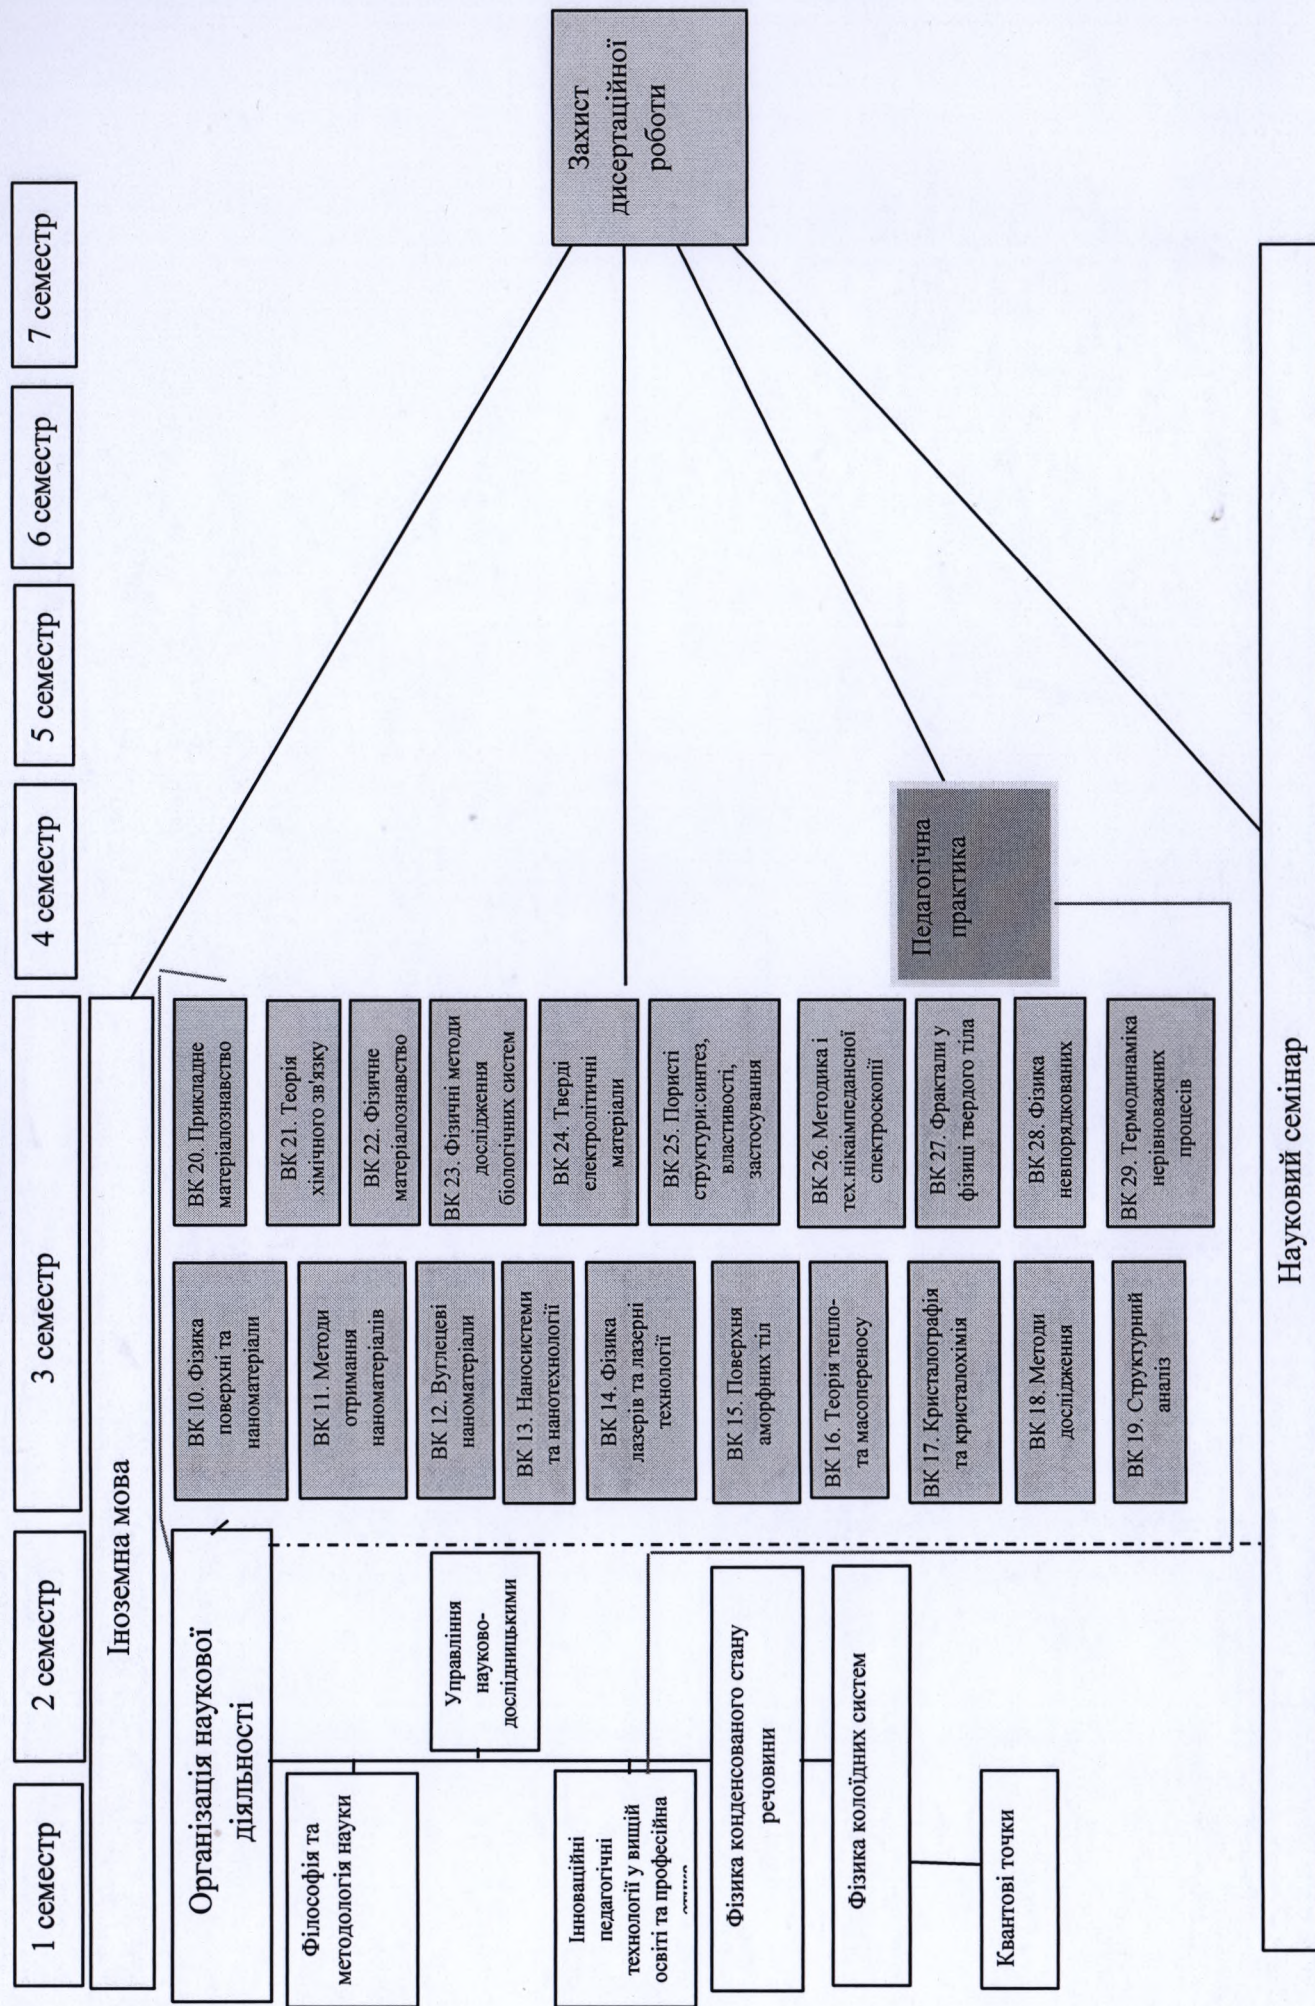 1 семестр
2 семестр
3 семестр
4 семестр
5 семестр
6 семестр
7 семестр
Іноземна мова
Організація наукової
діяльності
Філософія та
методологія науки
Управління
науково-
дослідницькими
Інноваційні
педагогічні
технології у вищій
освіті та професійна
Фізика конденсованого стану
речовини
Фізика колоїдних систем
Квантові точки
ВК 10. Фізика
поверхні та
наноматеріали
ВК 11. Методи
отримання
наноматеріалів
ВК 12. Вуглецеві
наноматеріали
ВК 13. Наносистеми
та нанотехнології
ВК 14. Фізика
лазерів та лазерні
технології
ВК 15. Поверхня
аморфних тіл
ВК 16. Теорія тепло-
та масопереносу
ВК 17. Кристалографія
та кристалохімія
ВК 18. Методи
дослідження
ВК 19. Структурний
аналіз
ВК 20. Прикладне
матеріалознавство
ВК 21. Теорія
хімічного зв'язку
ВК 22. Фізичне
матеріалознавство
ВК 23. Фізичні методи
дослідження
біологічних систем
ВК 24. Тверді
електролітичні
матеріали
ВК 25. Пористі
структури:синтез,
властивості,
застосування
ВК 26. Методика і
тех.нікаімпедансної
спектроскопії
ВК 27. Фрактали у
фізиці твердого тіла
ВК 28. Фізика
невпорядкованих
ВК 29. Термодинаміка
нерівноважних
процесів
Педагогічна
практика
Захист
дисертаційної
роботи
Науковий семінар